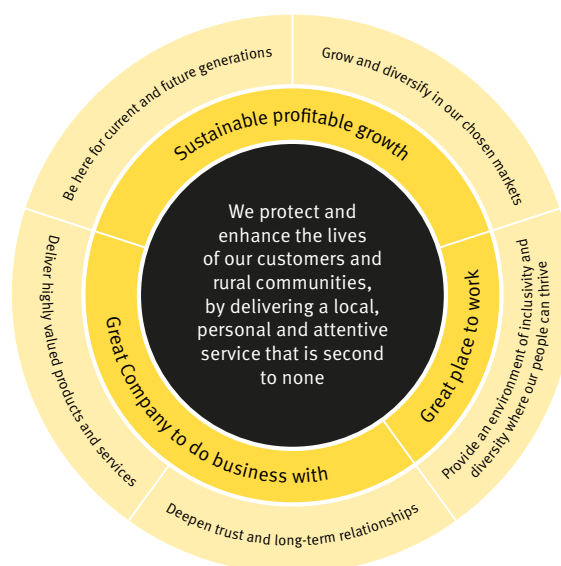 Be here for current and future generations
Grow and diversify in our chosen markets
Sustainable profitable growth
We protect and
enhance the lives
of our customers and
rural communities,
by delivering a local,
personal and attentive
service that is second
to none
Great place to work
Provide an environment of inclusivity and
diversity where our people can thrive
Great Company to do business with
Deliver highly valued products and services
Deepen trust and long-term relationships